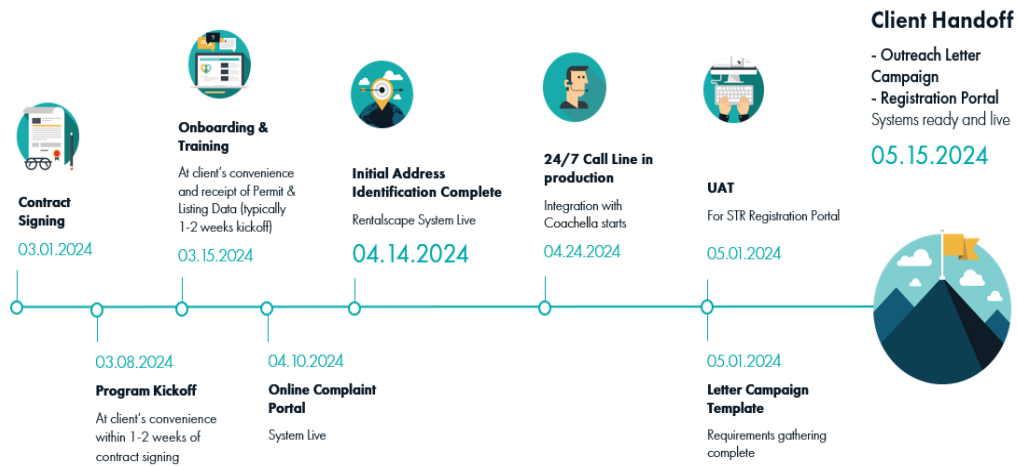 Contract
Signing
03.01.2024
03.08.2024
Program Kickoff
At client's convenience
within 1-2 weeks of
contract signing
Onboarding &
Training
At client's convenience
and receipt of Permit &
Listing Data (typically
1-2 weeks kickoff)
03.15.2024
04.10.2024
Online Complaint
Portal
System Live
Initial Address
Identification Complete
Rentalscape System Live
04.14.2024
24/7 Call Line in
production
Integration with
Coachella starts
04.24.2024
UAT
For STR Registration Portal
05.01.2024
05.01.2024
Letter Campaign
Template
Requirements gathering
complete
Client Handoff
- Outreach Letter
Campaign
- Registration Portal
Systems ready and live
05.15.2024